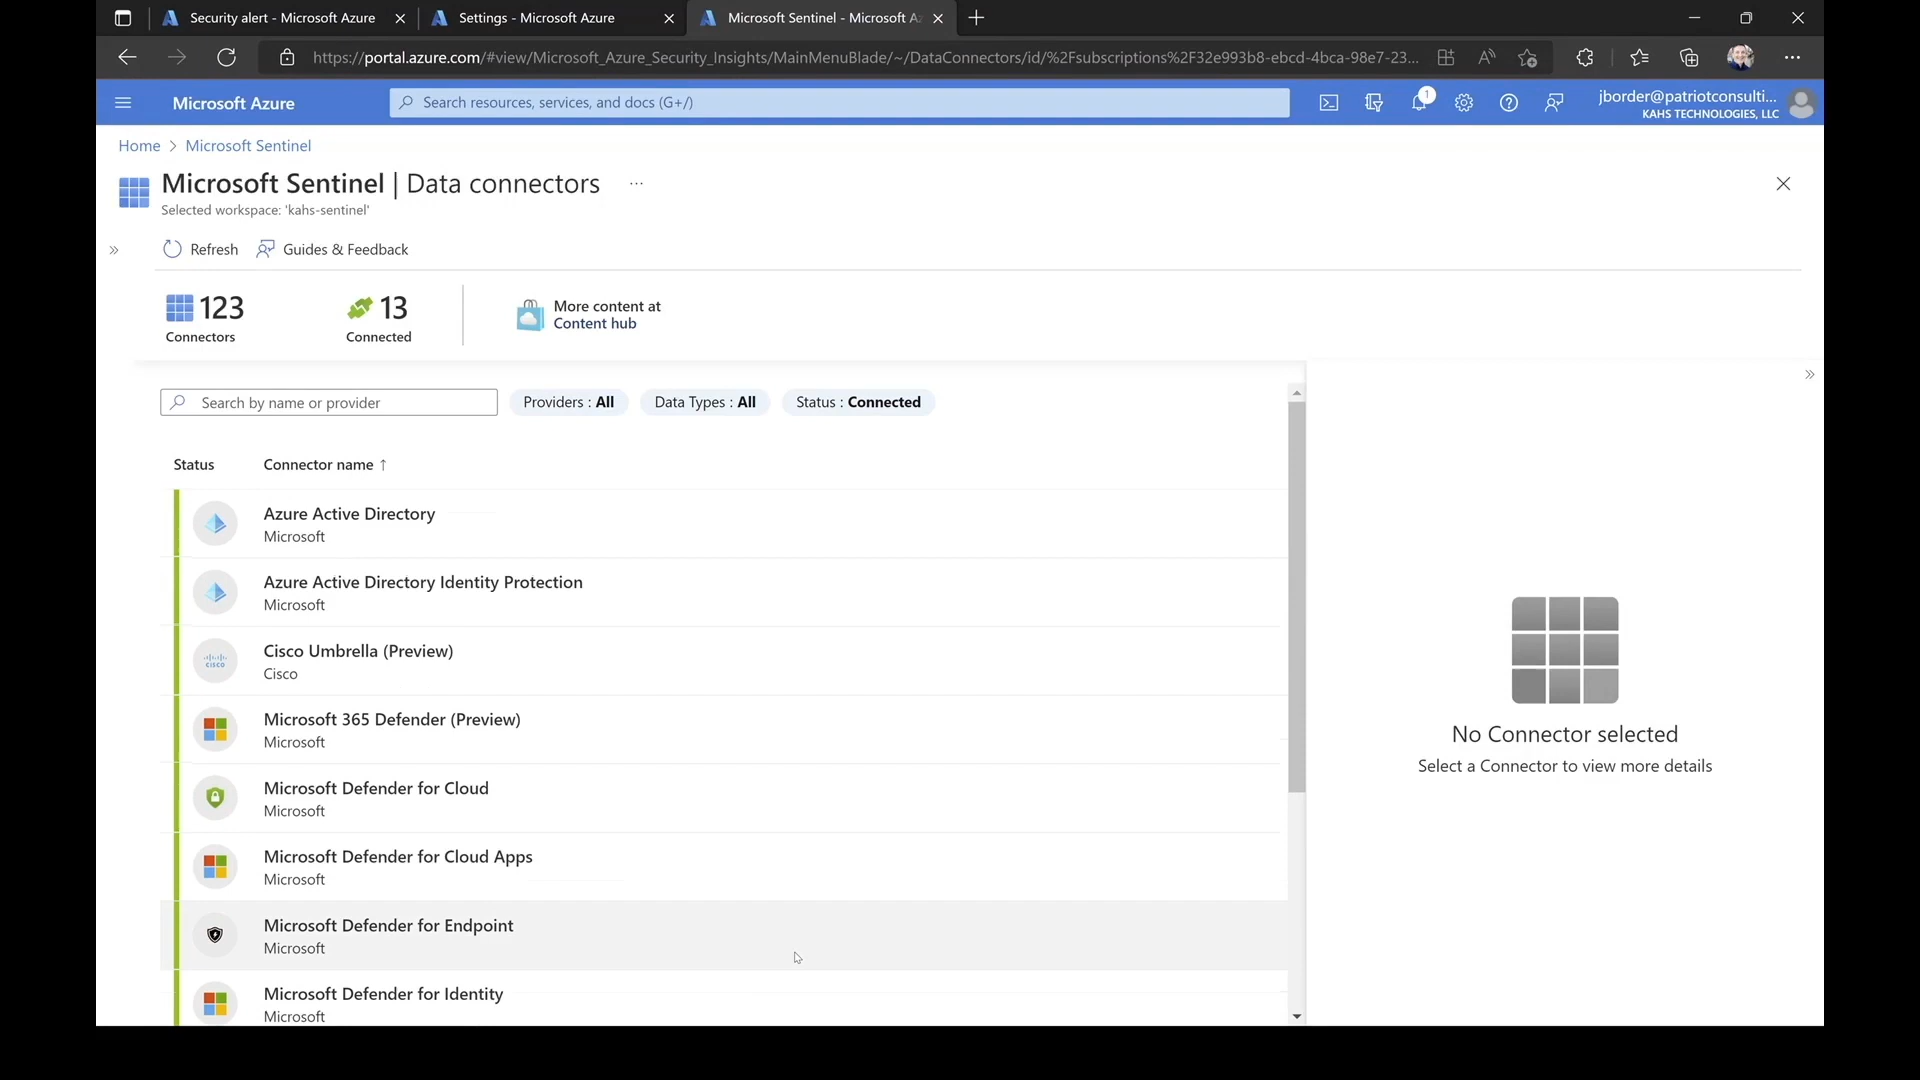 Security alert - Microsoft Azure
Settings - Microsoft Azure
Microsoft Sentinel - Microsoft Az
https://portal.azure.com/#view/Microsoft_Azure_Security_Insights/MainMenuBlade/~/DataConnectors/id/%2Fsubscriptions%2F32e993b8-ebcd-4bca-98e7-23...
Microsoft Azure
Search resources, services, and docs (G+/)
1
jborder@patriotconsulti...
KAHS TECHNOLOGIES, LLC
Home > Microsoft Sentinel
Microsoft Sentinel | Data connectors ...
Selected workspace: 'kahs-sentinel'
Refresh
Guides & Feedback
123
Connectors
13
Connected
More content at
Content hub
Search by name or provider
Providers : All
Data Types : All
Status : Connected
Status
Connector name ↑
Azure Active Directory
Microsoft
Azure Active Directory Identity Protection
Microsoft
CISCO
Cisco Umbrella (Preview)
Cisco
Microsoft 365 Defender (Preview)
Microsoft
Microsoft Defender for Cloud
Microsoft
Microsoft Defender for Cloud Apps
Microsoft
Microsoft Defender for Endpoint
Microsoft
Microsoft Defender for Identity
Microsoft
No Connector selected
Select a Connector to view more details